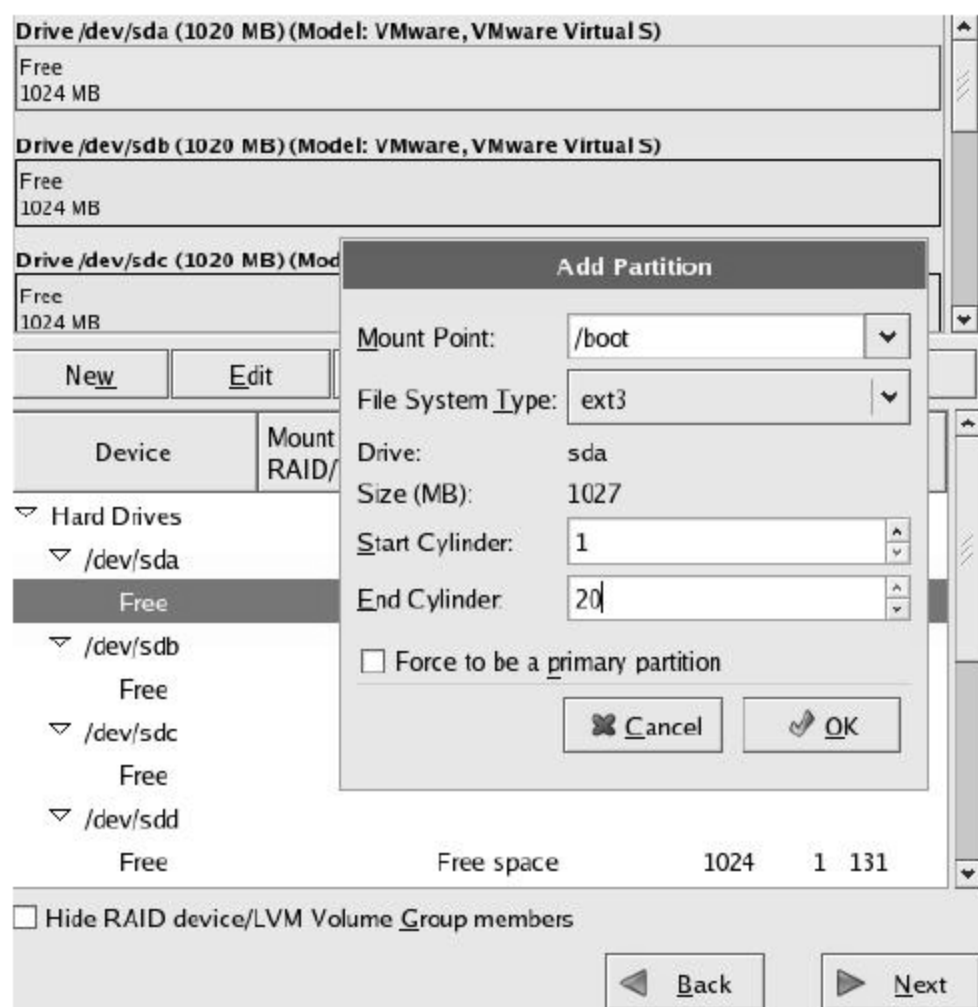 Drive /dev/sda (1020 MB) (Model: VMware, VMware Virtual S)
Free
1024 MB
Drive /dev/sdb (1020 MB) (Model: VMware, VMware Virtual S)
Free
1024 MB
Drive /dev/sdc (1020 MB) (Mod
Free
1024 MB
New
Edit
Device
Mount
RAID/
Hard Drives
/dev/sda
Free
/dev/sdb
Free
/dev/sdc
Free
/dev/sdd
Free Free space 1024 1 131
Add Partition
Mount Point: /boot
File System Type: ext3
Drive: sda
Size (MB): 1027
Start Cylinder: 1
End Cylinder: 20
Force to be a primary partition
Cancel
OK
Hide RAID device/LVM Volume Group members
Back
Next